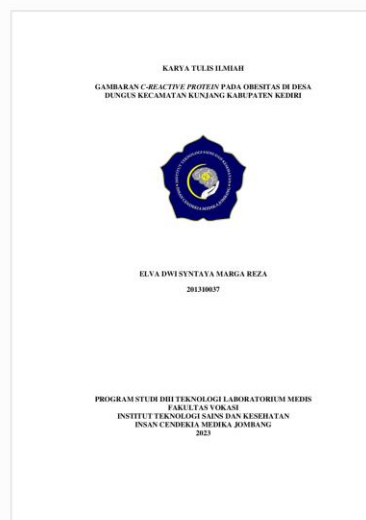 KARYA TULIS ILMIAH
GAMBARAN C-REACTIVE PROTEIN PADA OBESITAS DI DESA
DUNGUS KECAMATAN KUNJANG KABUPATEN KEDIRI
ELVA DWI SYNTAYA MARGA REZA
201310037
PROGRAM STUDI DIII TEKNOLOGI LABORATORIUM MEDIS
FAKULTAS VOKASI
INSTITUT TEKNOLOGI SAINS DAN KESEHATAN
INSAN CENDEKIA MEDIKA JOMBANG
2023